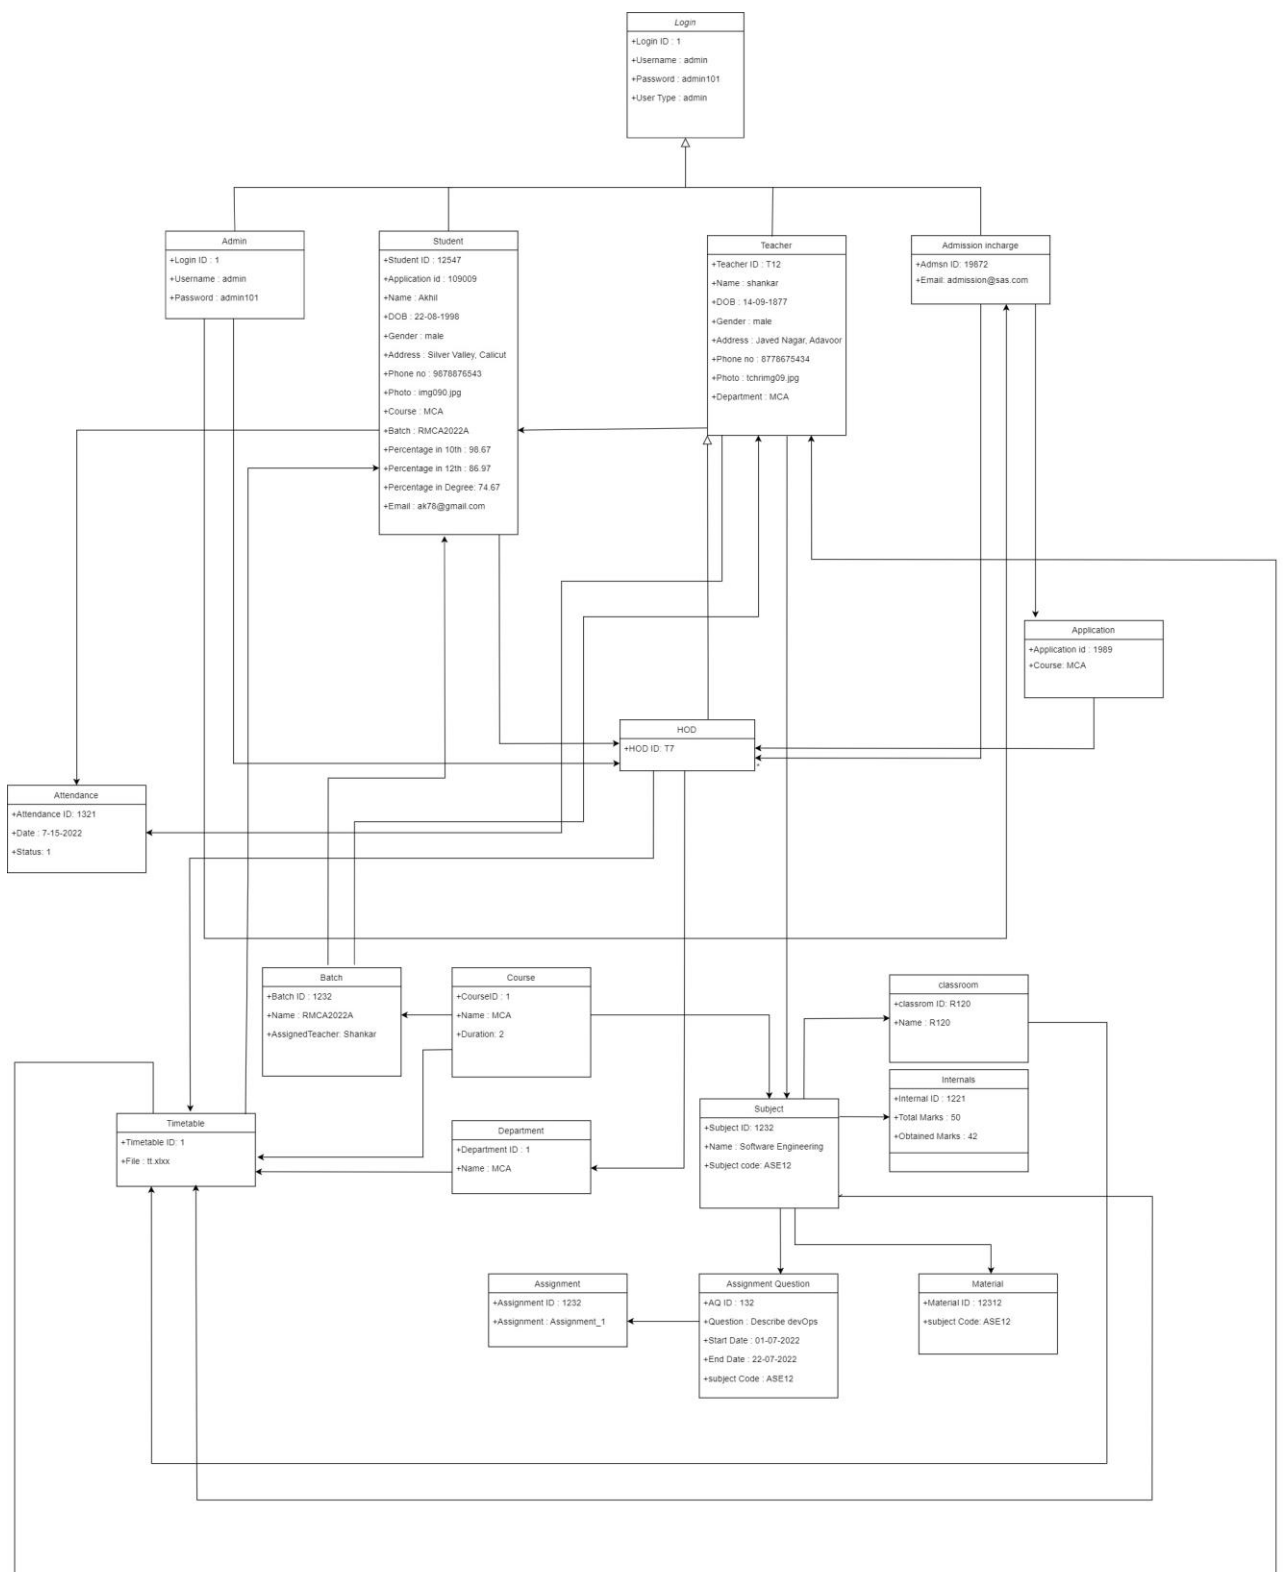 Login
+Login ID : 1
+Username : admin
+Password : admin101
+User Type : admin
Admin
+Login ID : 1
+Username : admin
+Password : admin101
Student
+Student ID : 12547
+Application id : 109009
+Name : Akhil
+DOB : 22-08-1998
+Gender : male
+Address : Silver Valley, Calicut
+Phone no : 9878876543
+Photo : img090.jpg
+Course : MCA
+Batch : RMCA2022A
+Percentage in 10th : 98.67
+Percentage in 12th : 86.97
+Percentage in Degree: 74.67
+Email : ak78@gmail.com
Teacher
+Teacher ID : T12
+Name : shankar
+DOB : 14-09-1877
+Gender : male
+Address : Javed Nagar, Adavoor
+Phone no : 8778675434
+Photo : tchrimg09.jpg
+Department : MCA
Admission incharge
+Admsn ID: 19872
+Email: admission@sas.com
Application
+Application id : 1989
+Course: MCA
HOD
+HOD ID: T7
*
Attendance
+Attendance ID: 1321
+Date : 7-15-2022
+Status: 1
Batch
+Batch ID : 1232
+Name : RMCA2022A
+AssignedTeacher: Shankar
Course
+CourseID : 1
+Name : MCA
+Duration: 2
classroom
+classrom ID: R120
+Name : R120
Internals
+Internal ID : 1221
+Total Marks : 50
+Obtained Marks : 42
Timetable
+Timetable ID: 1
+File : tt.xlxx
Department
+Department ID : 1
+Name : MCA
Subject
+Subject ID: 1232
+Name : Software Engineering
+Subject code: ASE12
Assignment
+Assignment ID : 1232
+Assignment : Assignment_1
Assignment Question
+AQ ID : 132
+Question : Describe devOps
+Start Date : 01-07-2022
+End Date : 22-07-2022
+subject Code : ASE12
Material
+Material ID : 12312
+subject Code: ASE12